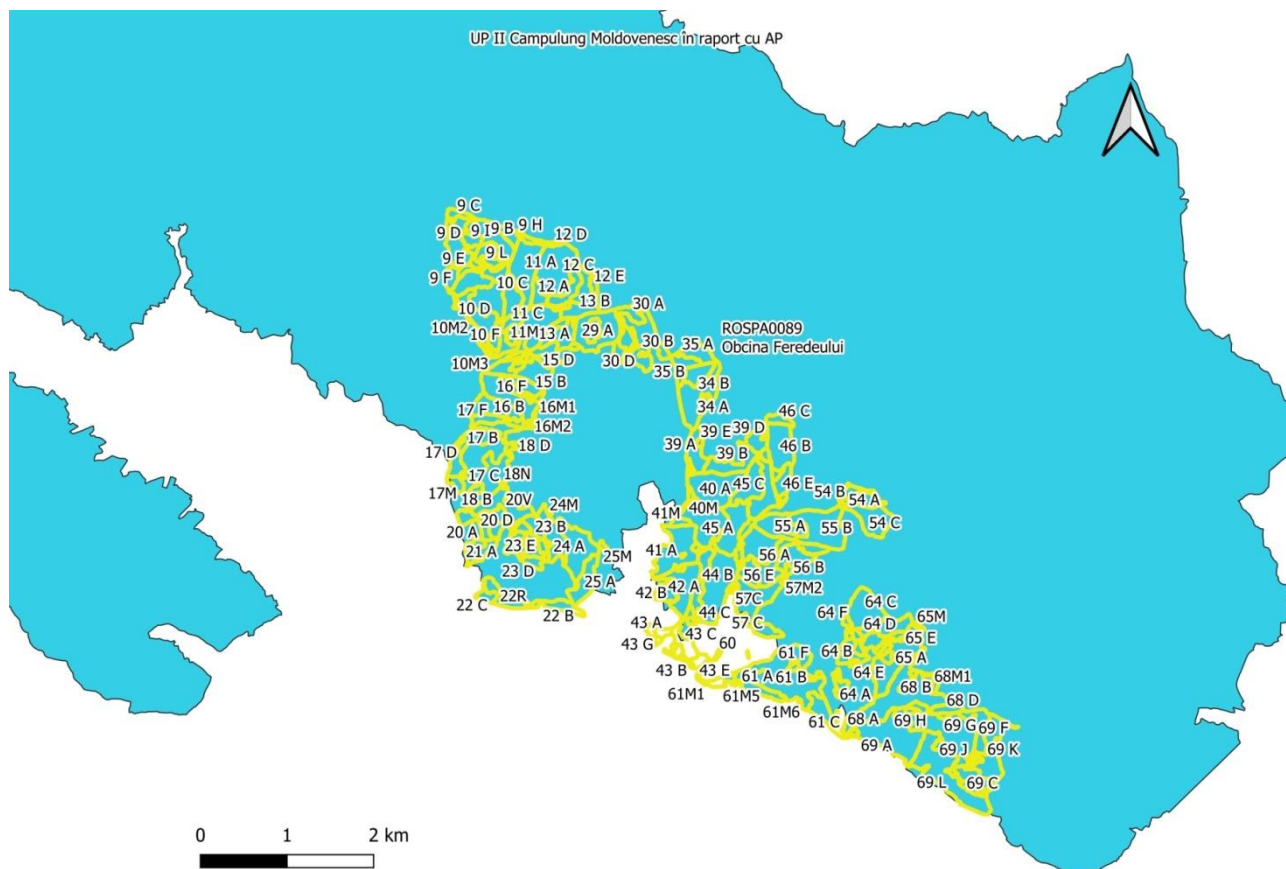 UP II Campulung Moldovenesc în raport cu AP
9 C
9 D
9 I
9 B
9 H
12 D
9 E
9 L
11 A
12 C
9 F
10 C
12 A
12 E
10 D
11 C
13 B
30 A
10M2
10 F
11M
13 A
29 A
30 B
35 A
ROSPA0089
Obcina Feredeului
10M3
15 D
30 D
35 B
16 F
15 B
34 B
17 F
16 B
16M1
34 A
46 C
16M2
39 E
39 D
17 B
18 D
39 A
39 B
46 B
17 D
17 C
18N
40 A
45 C
46 E
54 B
17M
18 B
20V
24M
41M
40M
54 A
20 A
20 D
23 B
45 A
55 A
55 B
54 C
21 A
23 E
24 A
25M
41 A
56 A
23 D
25 A
44 B
56 E
56 B
22 C
22R
22 B
42 B
42 A
57C
57M2
64 C
43 A
44 C
57 C
64 F
64 D
65M
43 G
43 C
60
61 F
64 B
65 E
43 B
43 E
61 A
61 B
64 E
65 A
61M1
61M5
64 A
68 B
68M1
61M6
61 C
68 A
69 H
68 D
69 G
69 F
69 A
69 J
69 K
69 L
69 C
0 1 2 km